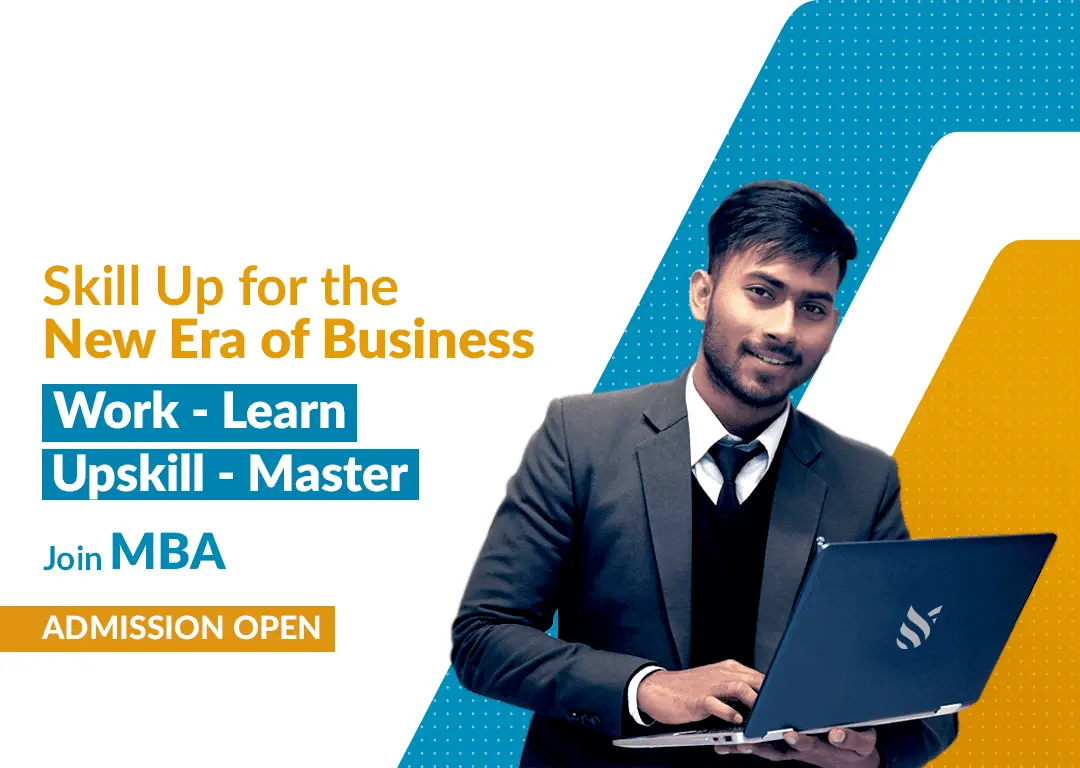 Skill Up for the
New Era of Business
Work - Learn
Upskill - Master
Join MBA
ADMISSION OPEN